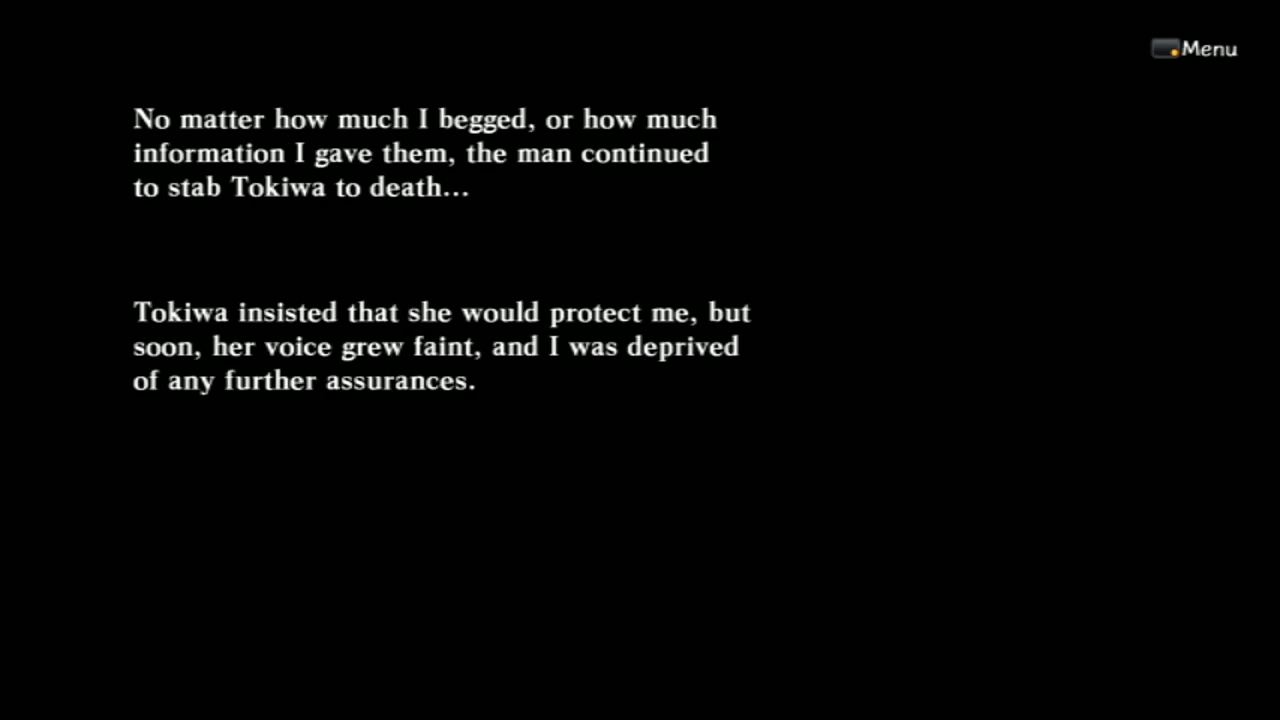 Menu
No matter how much I begged, or how much
information I gave them, the man continued
to stab Tokiwa to death...
Tokiwa insisted that she would protect me, but
soon, her voice grew faint, and I was deprived
of any further assurances.